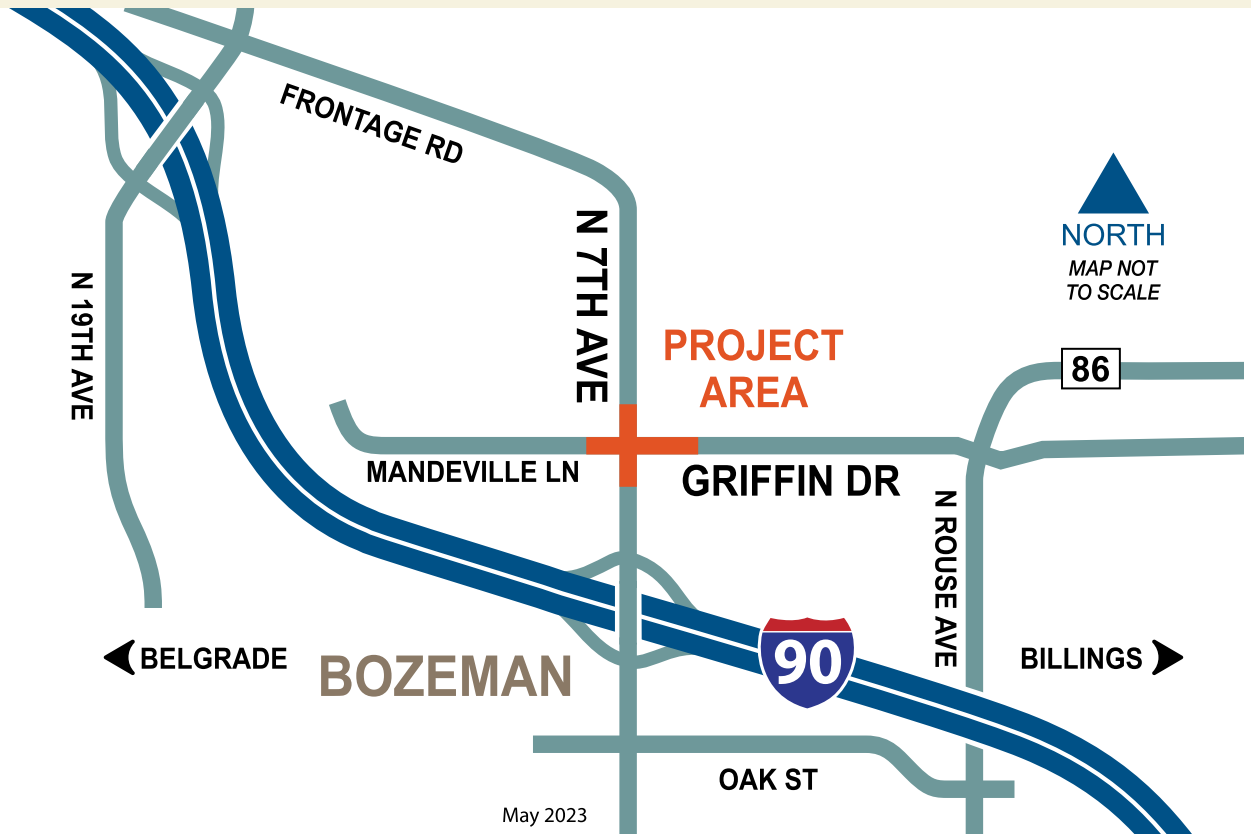 FRONTAGE RD
N 7TH AVE
NORTH
MAP NOT
TO SCALE
N 19TH AVE
PROJECT
AREA
86
MANDEVILLE LN
GRIFFIN DR
N ROUSE AVE
BELGRADE
BOZEMAN
90
BILLINGS
OAK ST
May 2023